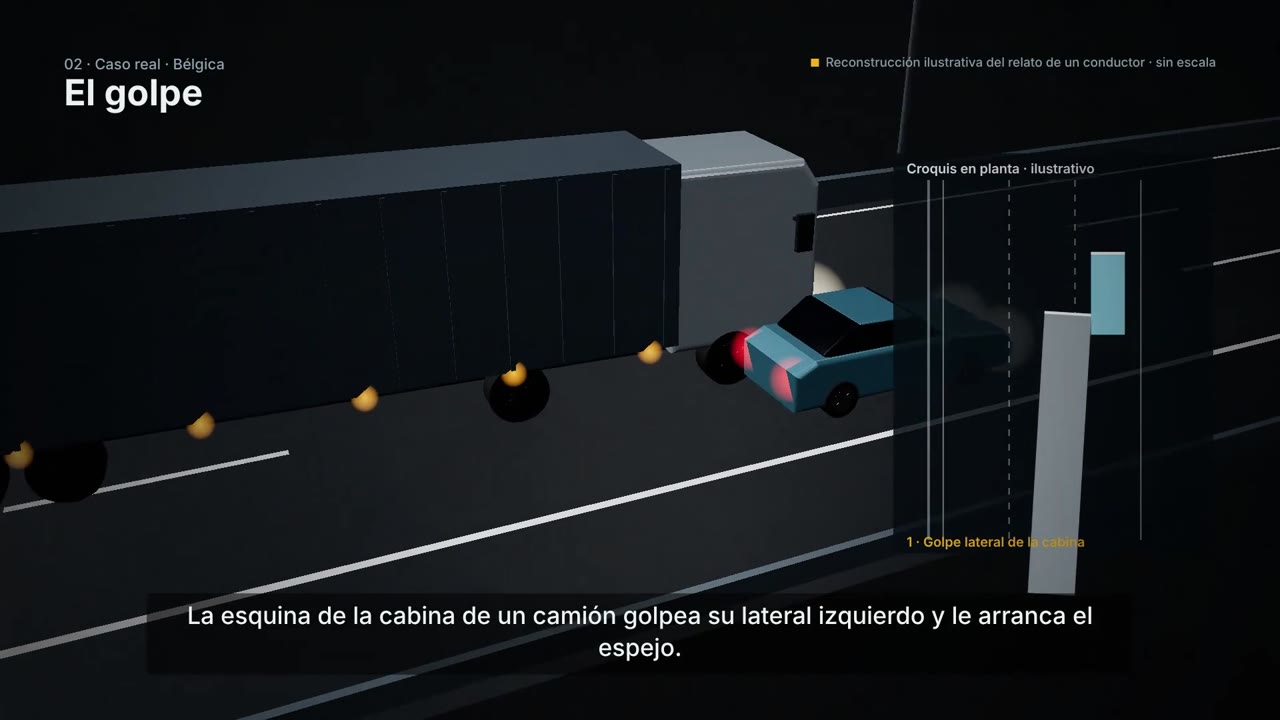 02 · Caso real · Bélgica
El golpe
Reconstrucción ilustrativa del relato de un conductor · sin escala
Croquis en planta · ilustrativo
1 · Golpe lateral de la cabina
La esquina de la cabina de un camión golpea su lateral izquierdo y le arranca el
espejo.